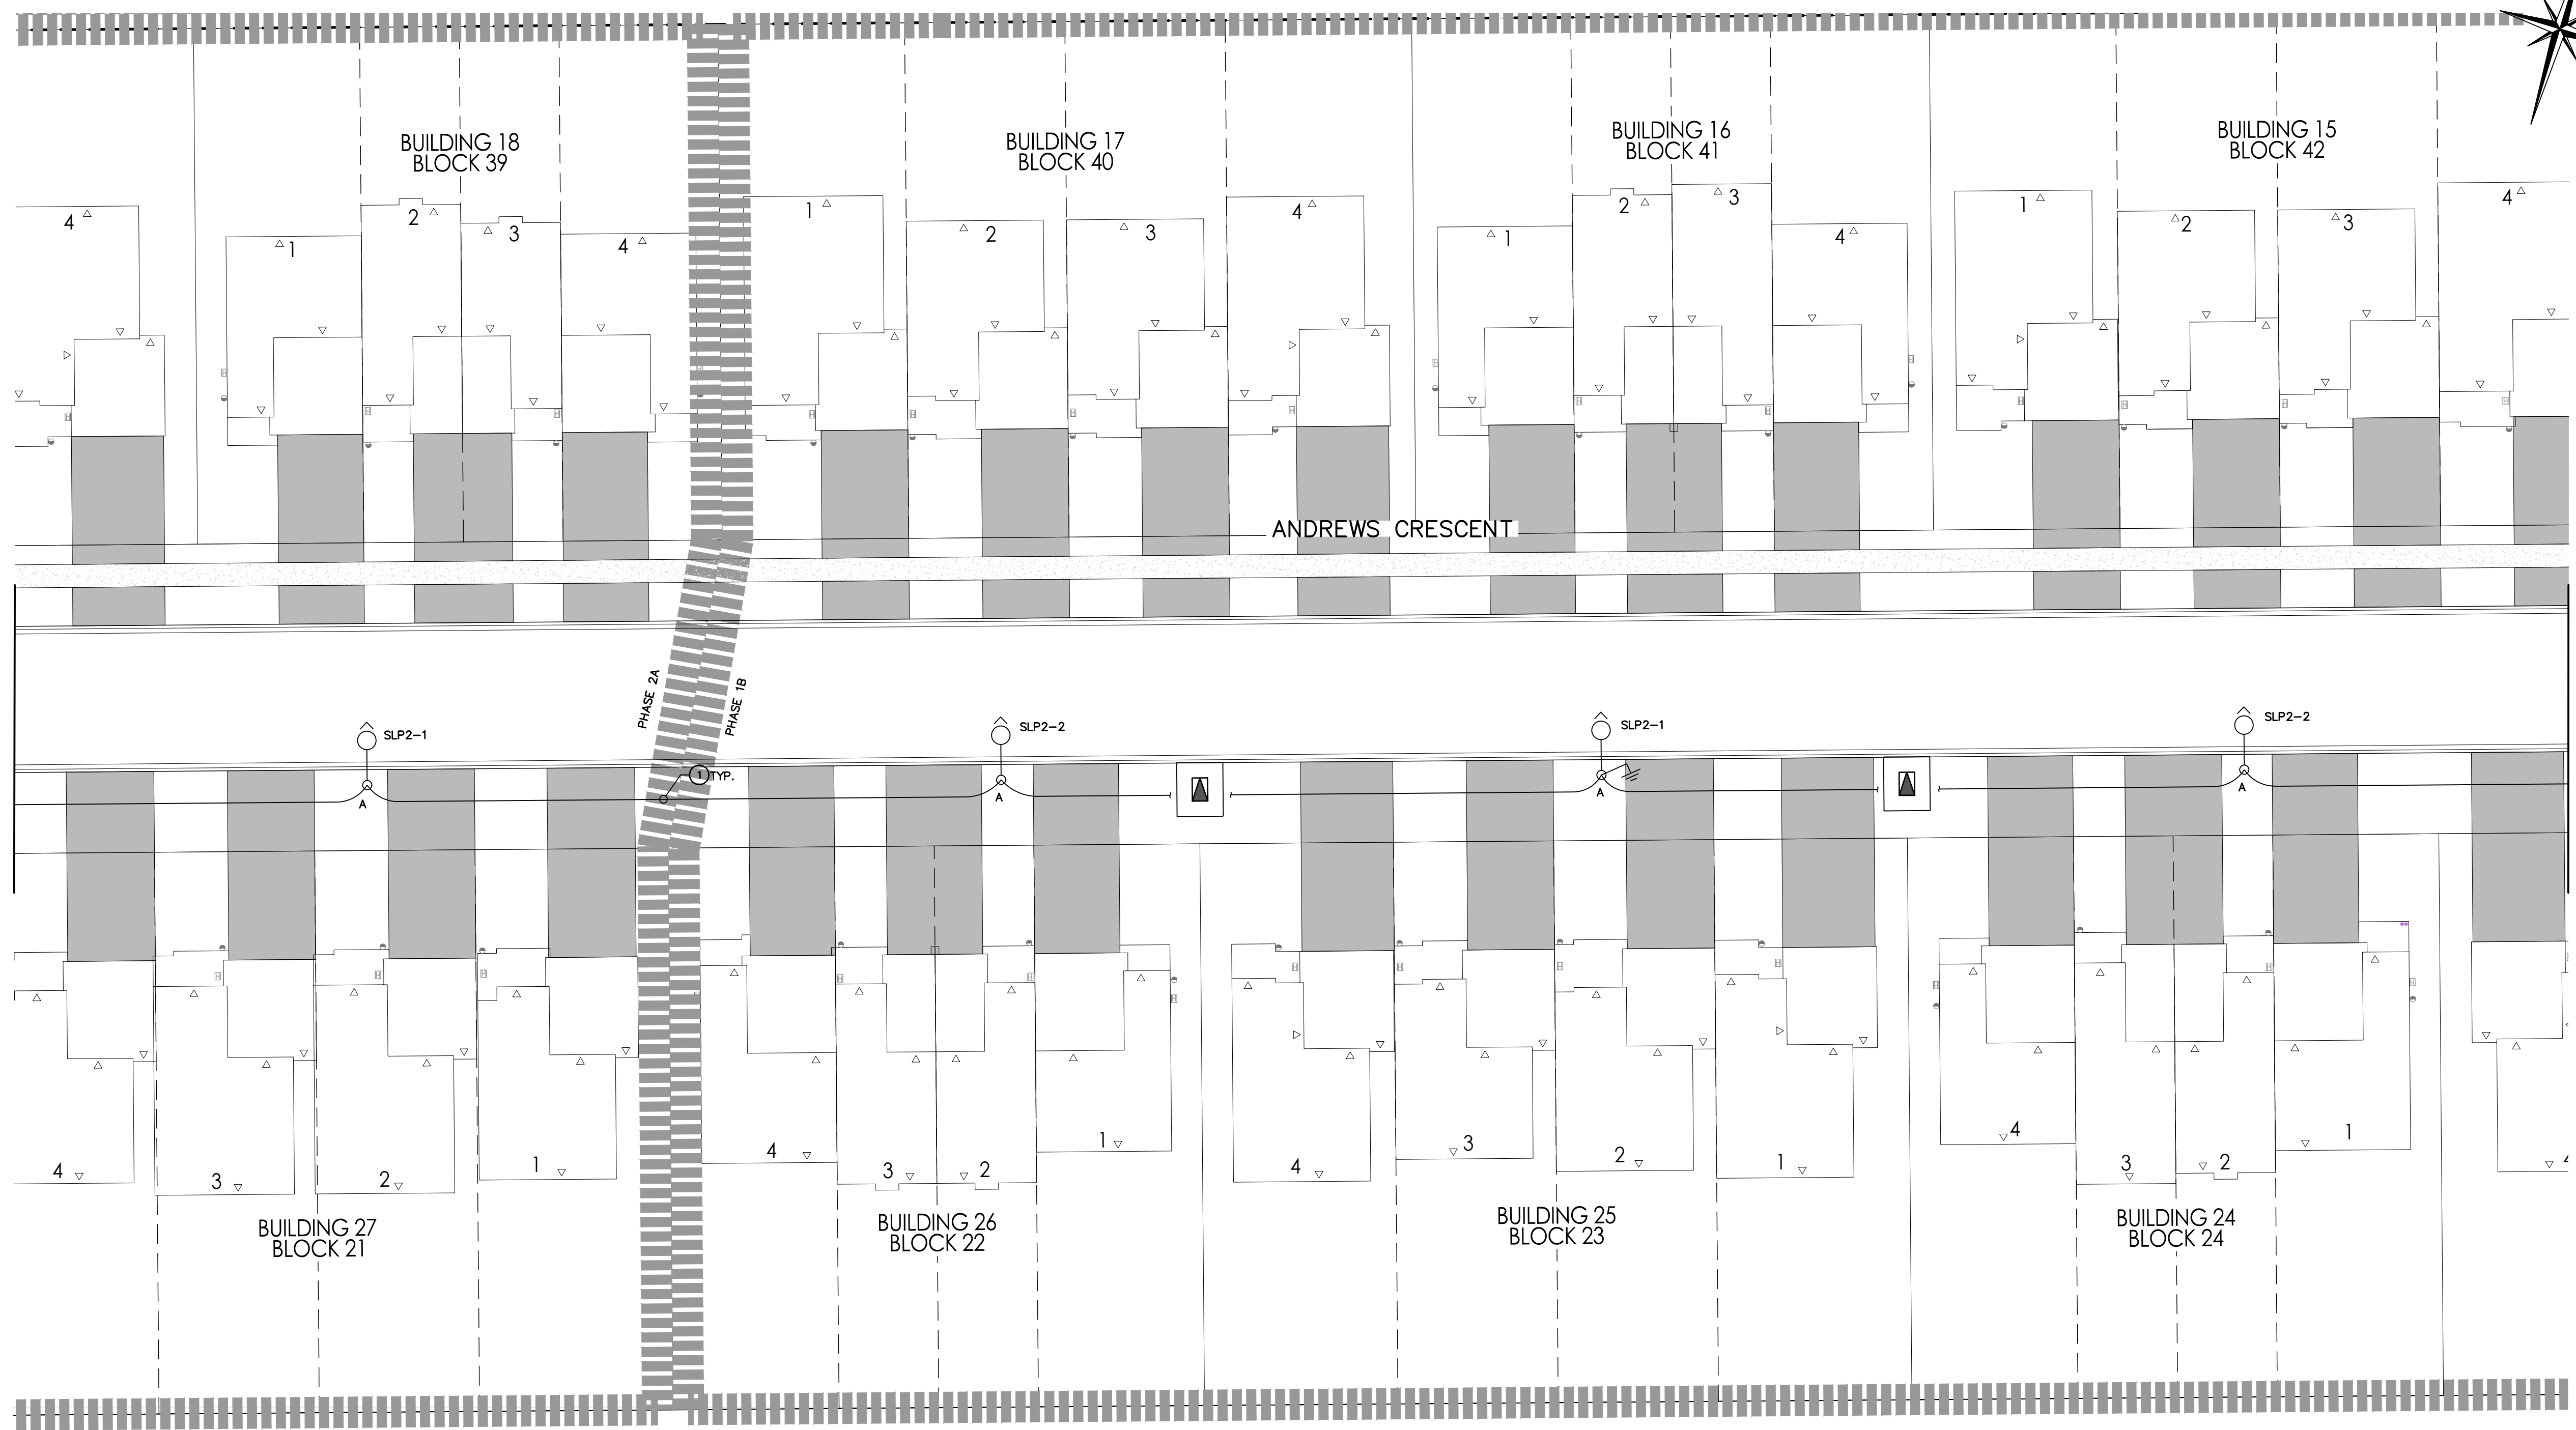 BUILDING 18
BLOCK 39
BUILDING 17
BLOCK 40
BUILDING 16
BLOCK 41
BUILDING 15
BLOCK 42
4
1
2
3
4
1
2
3
4
1
2
3
4
1
2
3
4
ANDREWS CRESCENT
PHASE 2A
PHASE 1B
SLP2-1
SLP2-2
SLP2-1
SLP2-2
1 TYP.
A
A
A
A
4
3
2
1
4
3
2
1
4
3
2
1
4
3
2
1
BUILDING 27
BLOCK 21
BUILDING 26
BLOCK 22
BUILDING 25
BLOCK 23
BUILDING 24
BLOCK 24